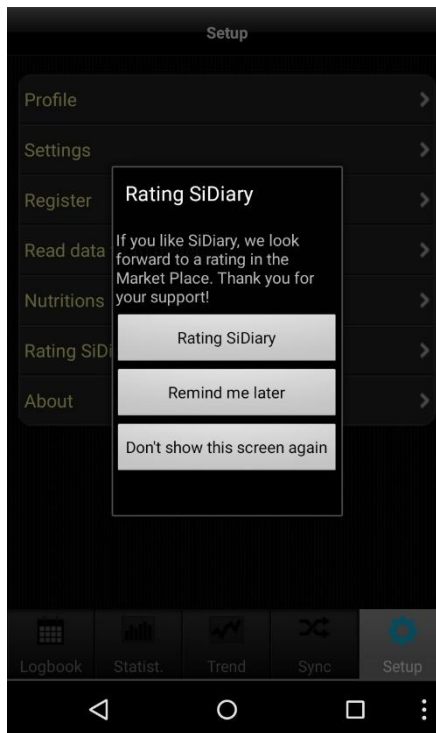 Setup
Profile
Settings
Register
Read data
Nutritions
Rating SiDi
About
Rating SiDiary
If you like SiDiary, we look
forward to a rating in the
Market Place. Thank you for
your support!
Rating SiDiary
Remind me later
Don't show this screen again
Logbook
Statist.
Trend
Sync
Setup